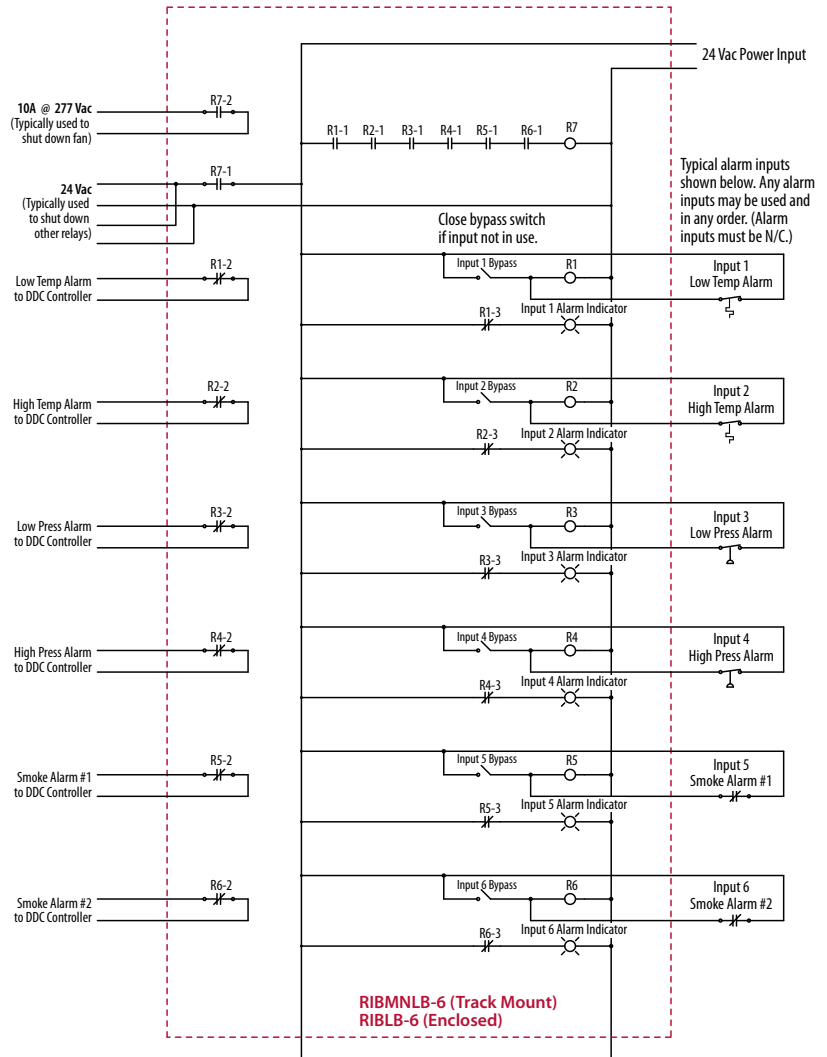 24 Vac Power Input
R7-2
10A @ 277 Vac
(Typically used to
shut down fan)
R1-1 R2-1 R3-1 R4-1 R5-1 R6-1 R7
R7-1
24 Vac
(Typically used
to shut down
other relays)
Typical alarm inputs
shown below. Any alarm
inputs may be used and
in any order. (Alarm
inputs must be N/C.)
Close bypass switch
if input not in use.
R1-2
Low Temp Alarm
to DDC Controller
Input 1 Bypass
R1
Input 1
Low Temp Alarm
R1-3
Input 1 Alarm Indicator
R2-2
High Temp Alarm
to DDC Controller
Input 2 Bypass
R2
Input 2
High Temp Alarm
R2-3
Input 2 Alarm Indicator
R3-2
Low Press Alarm
to DDC Controller
Input 3 Bypass
R3
Input 3
Low Press Alarm
R3-3
Input 3 Alarm Indicator
R4-2
High Press Alarm
to DDC Controller
Input 4 Bypass
R4
Input 4
High Press Alarm
R4-3
Input 4 Alarm Indicator
R5-2
Smoke Alarm #1
to DDC Controller
Input 5 Bypass
R5
Input 5
Smoke Alarm #1
R5-3
Input 5 Alarm Indicator
R6-2
Smoke Alarm #2
to DDC Controller
Input 6 Bypass
R6
Input 6
Smoke Alarm #2
R6-3
Input 6 Alarm Indicator
RIBMNLB-6 (Track Mount)
RIBLB-6 (Enclosed)